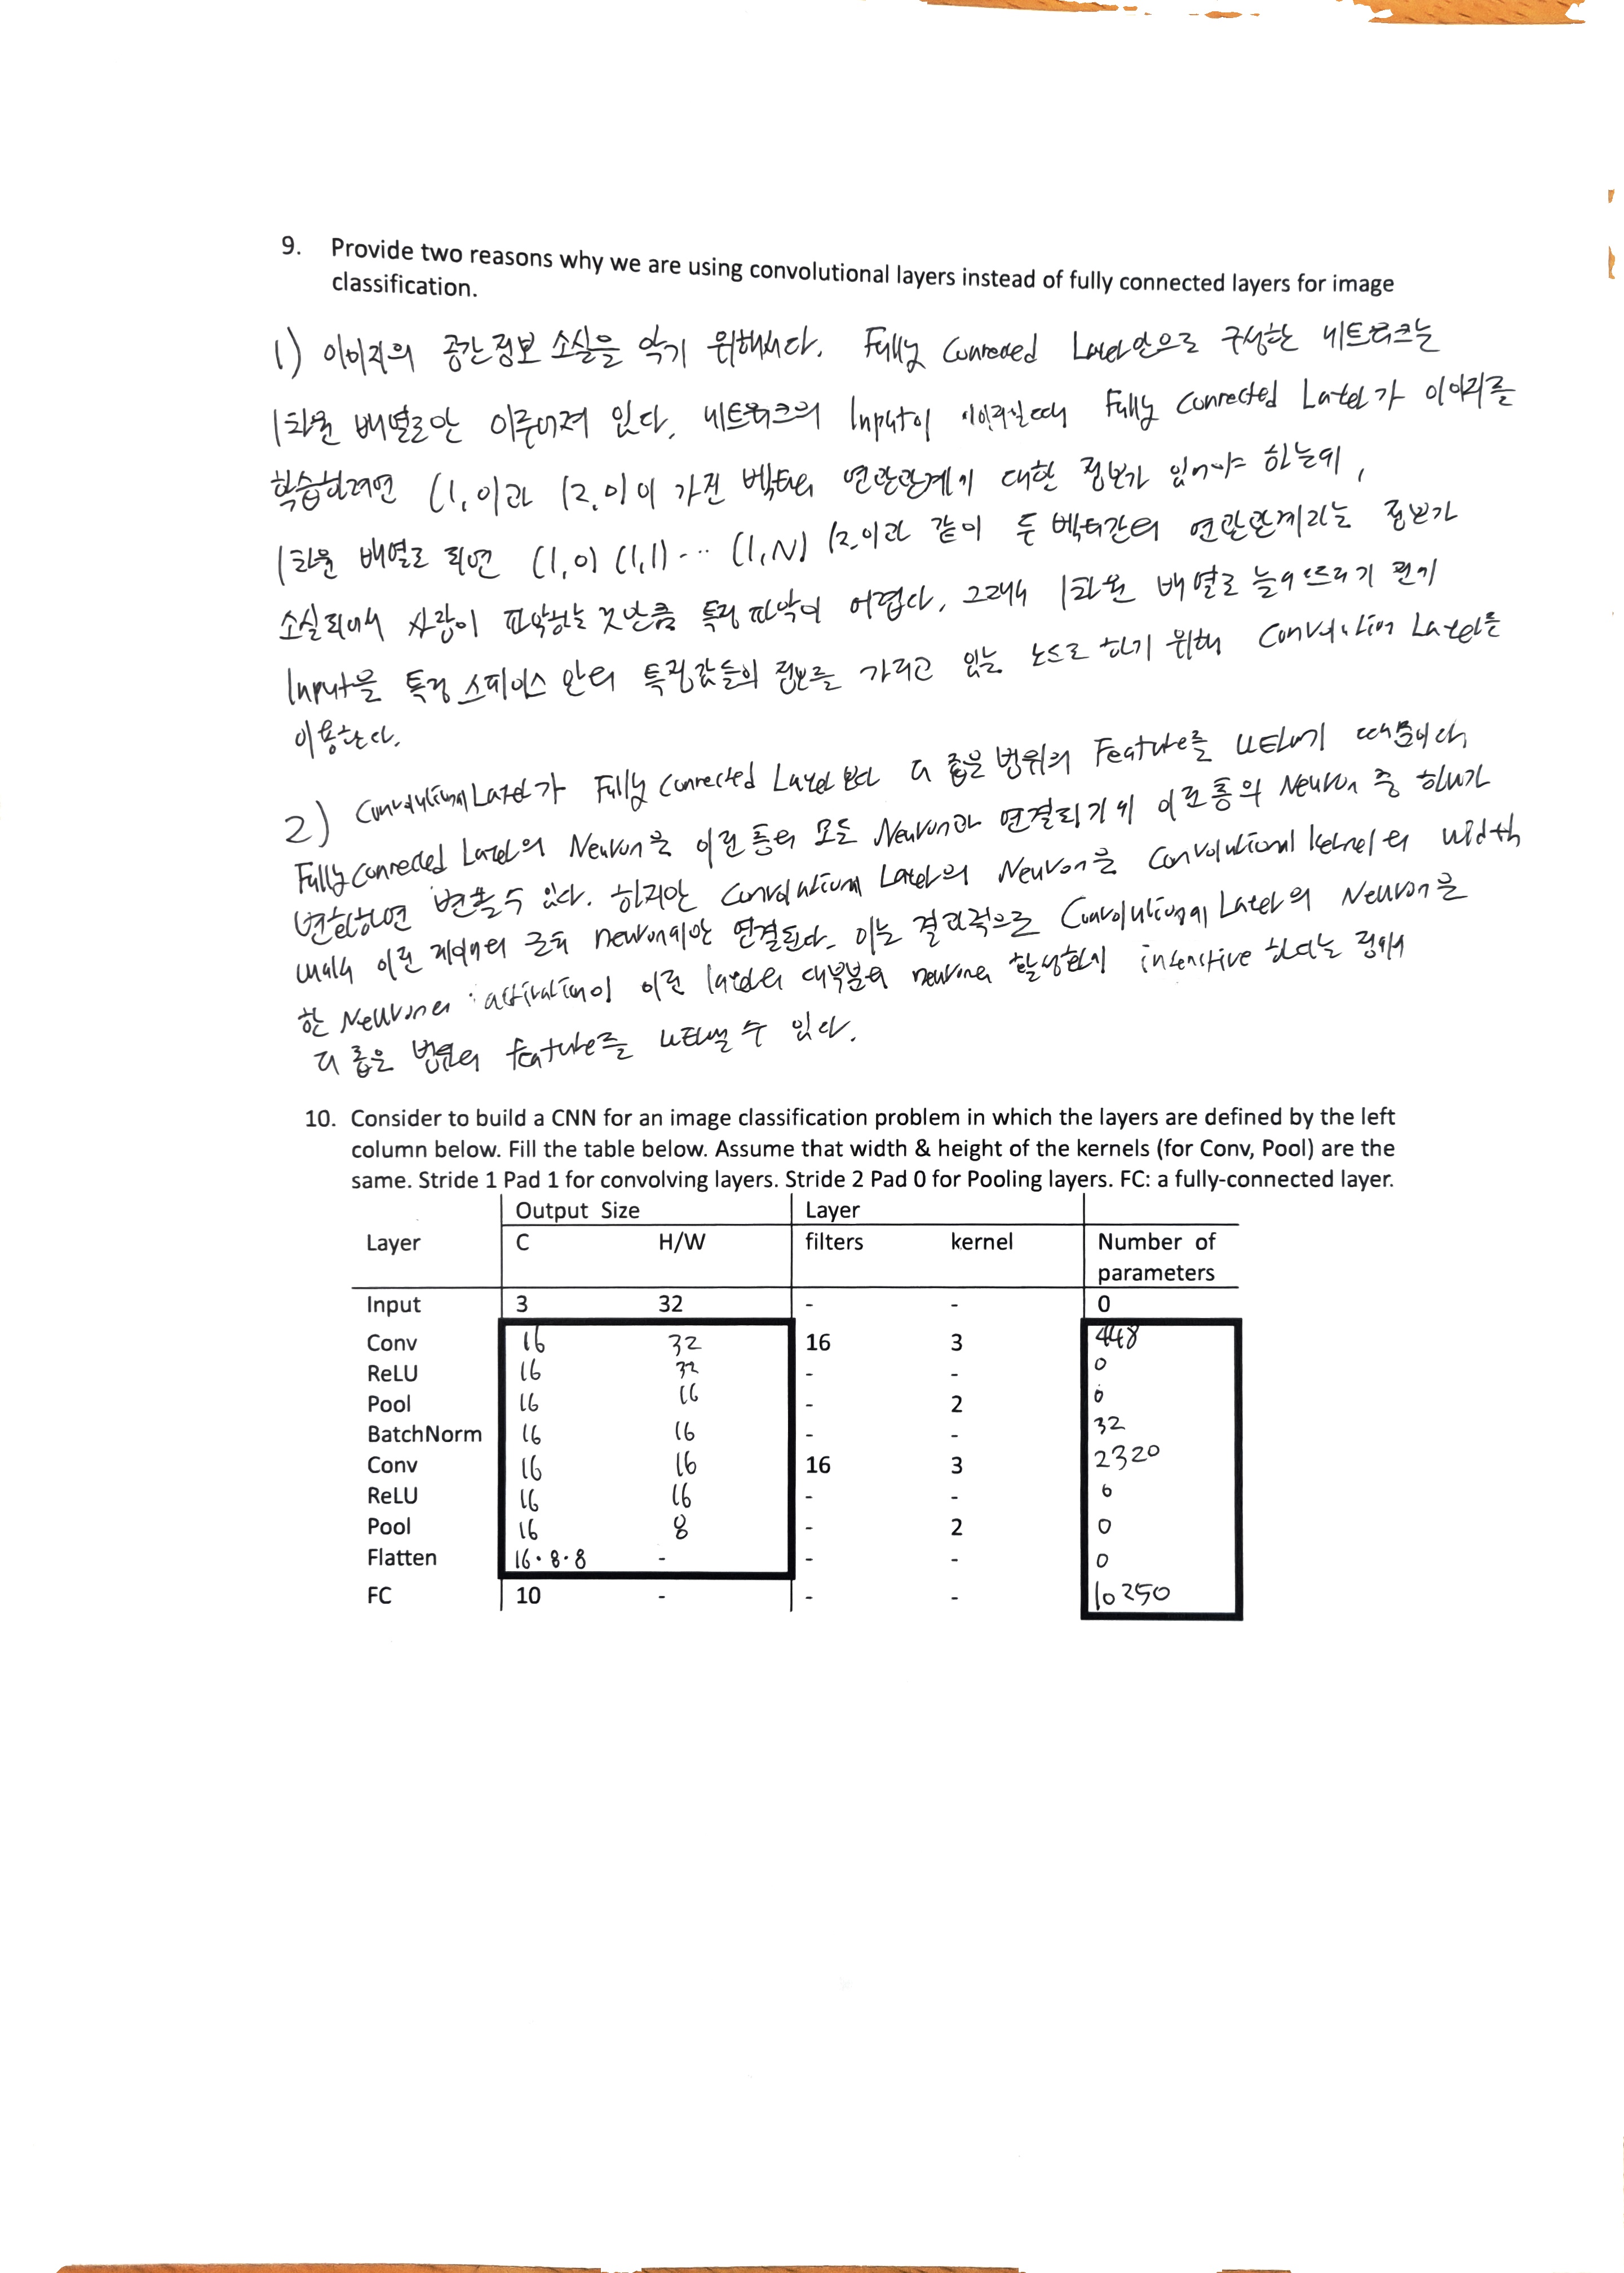 9. Provide two reasons why we are using convolutional layers instead of fully connected layers for image
classification.
1) 이미지의 공간정보 소실을 막기 위해서다. Fully Connected Layer만으로 구성한 네트워크는
1차원 배열로만 이루어져 있다. 네트워크의 Input이 이미지일때 Fully Connected Layer가 이미지를
학습하려면 (1,0)과 (2,0)이 가진 벡터의 연관관계에 대한 정보가 있어야 하는데,
1차원 배열로 되면 (1,0) (1,1) ... (1,N) (2,0)과 같이 두 벡터간의 연관관계라는 정보가
소실되어서 사람이 파악하는 것만큼 특징 파악이 어렵다. 그래서 1차원 배열로 늘어뜨리기 전에
Input을 특정 스페이스 안의 특징값들의 정보를 가지고 있는 노드로 하기 위해 Convolution Layer를
이용한다.
2) Convolutional Layer가 Fully Connected Layer 보다 더 좁은 범위의 Feature를 나타내기 때문이다.
Fully Connected Layer의 Neuron은 이전 층의 모든 Neuron과 연결되기에 이전층의 Neuron 중 하나가
변화하면 변할 수 있다. 하지만 Convolutional Layer의 Neuron은 Convolutional kernel의 width
내에서 이전 레이어의 근처 neuron에만 연결된다. 이는 결과적으로 Convolutional Layer의 Neuron은
한 Neuron의 activation이 이전 layer의 대부분의 neuron의 활성화에 insensitive 하다는 점에서
더 좁은 범위의 feature를 나타낼 수 있다.
10. Consider to build a CNN for an image classification problem in which the layers are defined by the left
column below. Fill the table below. Assume that width & height of the kernels (for Conv, Pool) are the
same. Stride 1 Pad 1 for convolving layers. Stride 2 Pad 0 for Pooling layers. FC: a fully-connected layer.
Output Size Layer
Layer C H/W filters kernel Number of
parameters
Input 3 32 - - 0
Conv 16 32 16 3 448
ReLU 16 32 - - 0
Pool 16 16 - 2 0
BatchNorm 16 16 - - 32
Conv 16 16 16 3 2320
ReLU 16 16 - - 0
Pool 16 8 - 2 0
Flatten 16·8·8 - - - 0
FC 10 - - - 10250